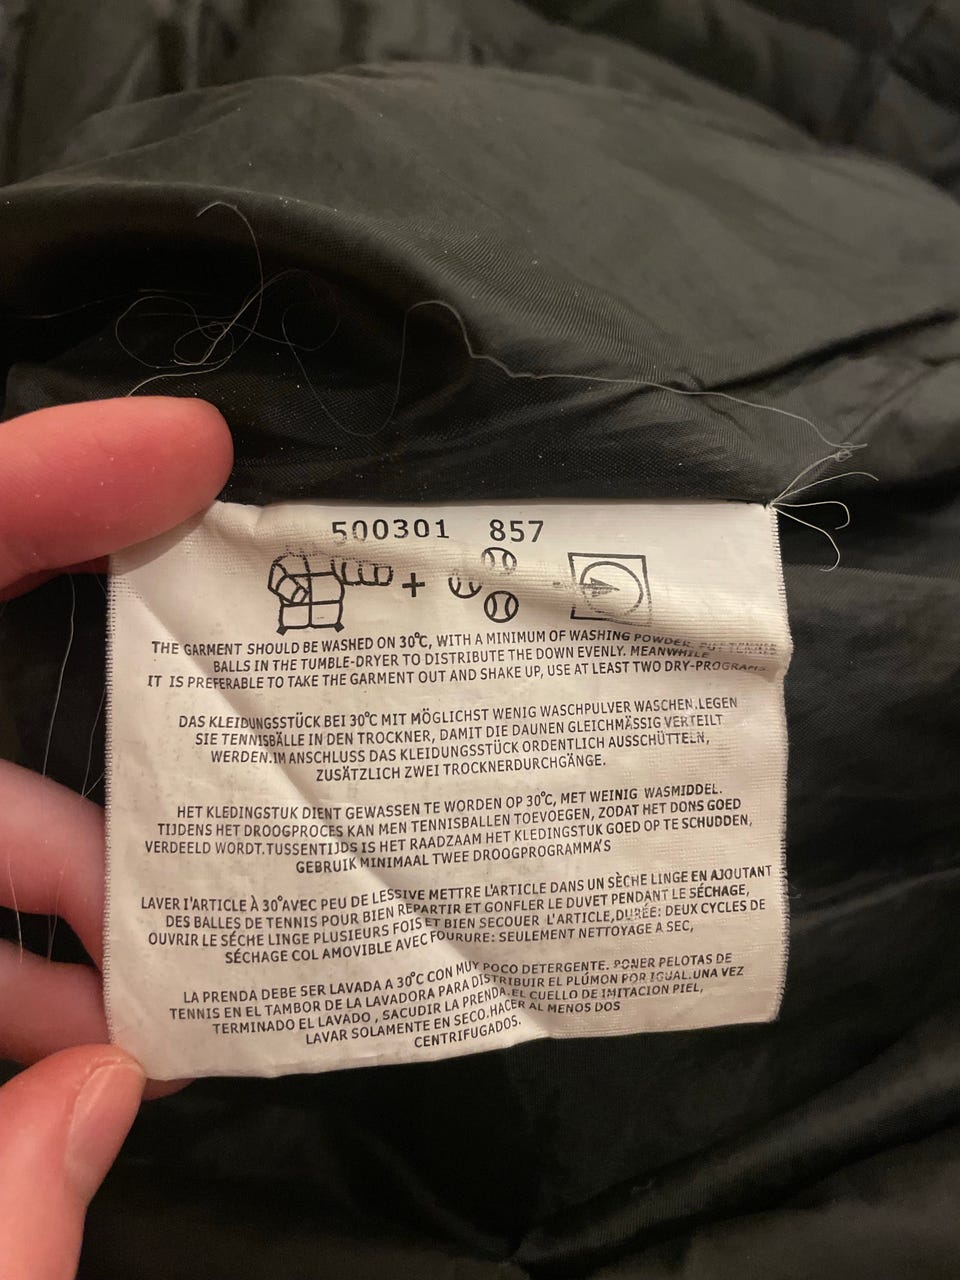 500301 857
+
THE GARMENT SHOULD BE WASHED ON 30°C, WITH A MINIMUM OF WASHING POWDER. PUT TENNIS
BALLS IN THE TUMBLE-DRYER TO DISTRIBUTE THE DOWN EVENLY. MEANWHILE
IT IS PREFERABLE TO TAKE THE GARMENT OUT AND SHAKE UP, USE AT LEAST TWO DRY-PROGRAMS.
DAS KLEIDUNGSSTÜCK BEI 30°C MIT MÖGLICHST WENIG WASCHPULVER WASCHEN.LEGEN
SIE TENNISBÄLLE IN DEN TROCKNER, DAMIT DIE DAUNEN GLEICHMÄSSIG VERTEILT
WERDEN.IM ANSCHLUSS DAS KLEIDUNGSSTÜCK ORDENTLICH AUSSCHÜTTELN,
ZUSÄTZLICH ZWEI TROCKNERDURCHGÄNGE.
HET KLEDINGSTUK DIENT GEWASSEN TE WORDEN OP 30°C, MET WEINIG WASMIDDEL.
TIJDENS HET DROOGPROCES KAN MEN TENNISBALLEN TOEVOEGEN, ZODAT HET DONS GOED
VERDEELD WORDT.TUSSENTIJDS IS HET RAADZAAM HET KLEDINGSTUK GOED OP TE SCHUDDEN,
GEBRUIK MINIMAAL TWEE DROOGPROGRAMMA'S
LAVER I'ARTICLE À 30°AVEC PEU DE LESSIVE METTRE L'ARTICLE DANS UN SÈCHE LINGE EN AJOUTANT
DES BALLES DE TENNIS POUR BIEN REPARTIR ET GONFLER LE DUVET PENDANT LE SÉCHAGE,
OUVRIR LE SÉCHE LINGE PLUSIEURS FOIS ET BIEN SECOUER L'ARTICLE,DURÉE: DEUX CYCLES DE
SÉCHAGE COL AMOVIBLE AVEC FOURURE: SEULEMENT NETTOYAGE A SEC,
LA PRENDA DEBE SER LAVADA A 30°C CON MUY POCO DETERGENTE. PONER PELOTAS DE
TENNIS EN EL TAMBOR DE LA LAVADORA PARA DISTRIBUIR EL PLÚMON POR IGUAL.UNA VEZ
TERMINADO EL LAVADO , SACUDIR LA PRENDA.EL CUELLO DE IMITACION PIEL,
LAVAR SOLAMENTE EN SECO.HACER AL MENOS DOS
CENTRIFUGADOS.